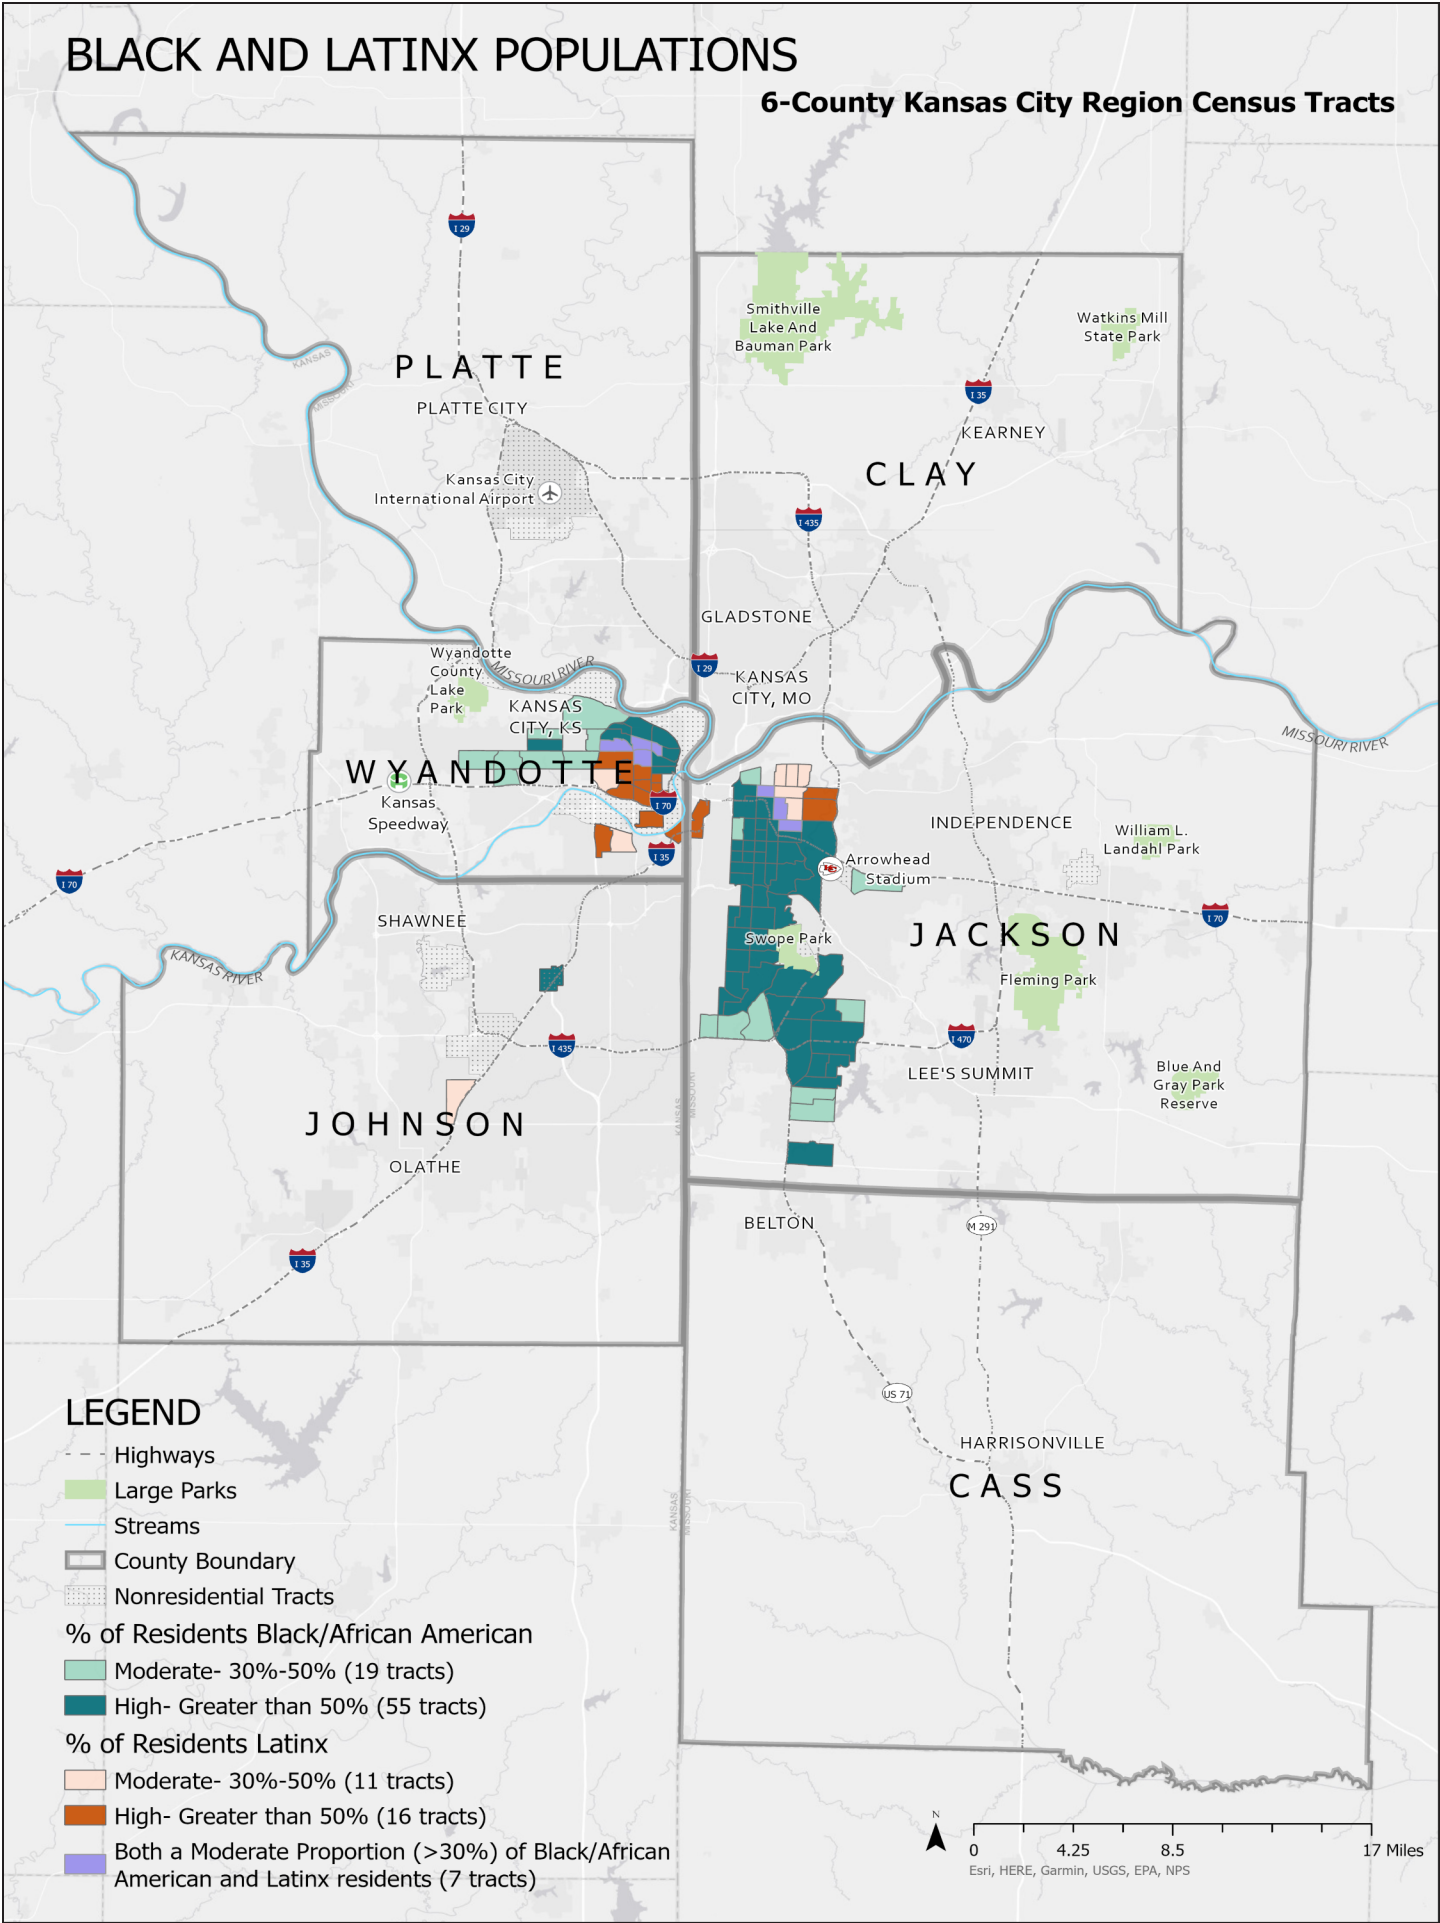 BLACK AND LATINX POPULATIONS
6-County Kansas City Region Census Tracts
I 29
Smithville
Lake And
Bauman Park
Watkins Mill
State Park
KANSAS
MISSOURI
PLATTE
PLATTE CITY
I 35
KEARNEY
CLAY
Kansas City
International Airport
I 435
GLADSTONE
Wyandotte
County
Lake
Park
MISSOURI RIVER
I 29
KANSAS
CITY, MO
KANSAS
CITY, KS
MISSOURI RIVER
WYANDOTTE
Kansas
Speedway
I 70
I 35
INDEPENDENCE
William L.
Landahl Park
Arrowhead
Stadium
KC
I 70
I 70
SHAWNEE
JACKSON
Swope Park
KANSAS RIVER
Fleming Park
I 435
I 470
LEE'S SUMMIT
Blue And
Gray Park
Reserve
KANSAS
MISSOURI
JOHNSON
OLATHE
BELTON
M 291
I 35
US 71
HARRISONVILLE
CASS
KANSAS
MISSOURI
LEGEND
Highways
Large Parks
Streams
County Boundary
Nonresidential Tracts
% of Residents Black/African American
Moderate- 30%-50% (19 tracts)
High- Greater than 50% (55 tracts)
% of Residents Latinx
Moderate- 30%-50% (11 tracts)
High- Greater than 50% (16 tracts)
Both a Moderate Proportion (>30%) of Black/African
American and Latinx residents (7 tracts)
N
0 4.25 8.5 17 Miles
Esri, HERE, Garmin, USGS, EPA, NPS